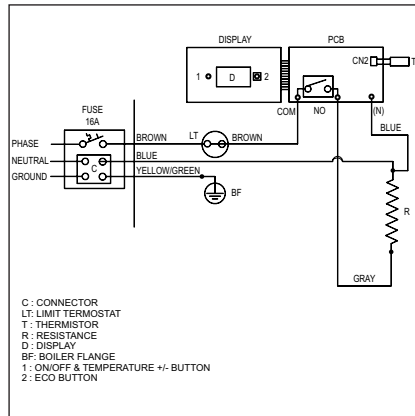 DISPLAY
PCB
1
D
2
CN2
T
FUSE
16A
COM
NO
(N)
PHASE
BROWN
LT
BROWN
BLUE
NEUTRAL
BLUE
C
GROUND
YELLOW/GREEN
BF
R
GRAY
C : CONNECTOR
LT: LIMIT TERMOSTAT
T : THERMISTOR
R : RESISTANCE
D : DISPLAY
BF: BOILER FLANGE
1 : ON/OFF & TEMPERATURE +/- BUTTON
2 : ECO BUTTON